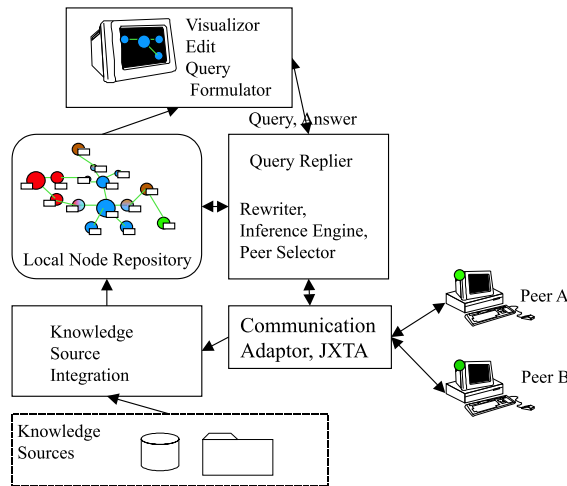 Visualizor
Edit
Query
Formulator
Query, Answer
Query Replier
Rewriter,
Inference Engine,
Peer Selector
Local Node Repository
Knowledge
Source
Integration
Communication
Adaptor, JXTA
Peer A
Peer B
Knowledge
Sources